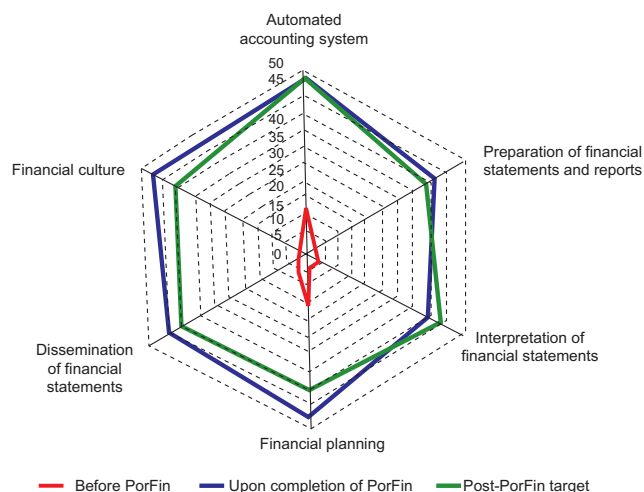 Automated
accounting system
50
45
40
35
30
25
20
15
10
5
0
Financial culture
Preparation of financial
statements and reports
Dissemination
of financial
statements
Interpretation of
financial statements
Financial planning
Before PorFin
Upon completion of PorFin
Post-PorFin target